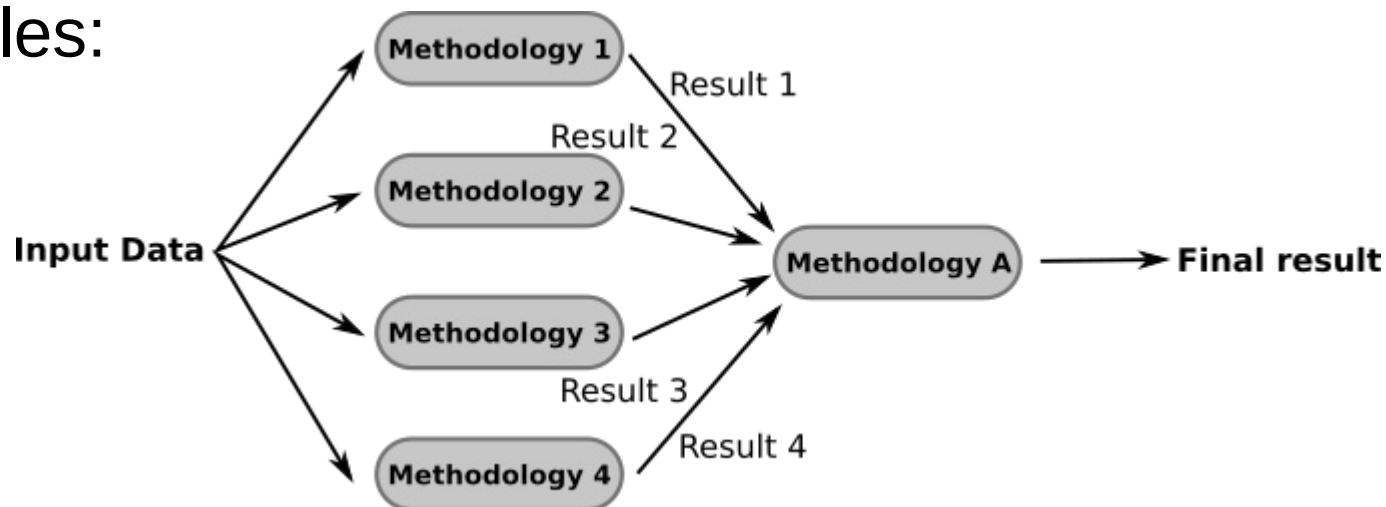 les:
Methodology 1
Result 1
Result 2
Methodology 2
Input Data
Methodology A
Final result
Methodology 3
Result 3
Result 4
Methodology 4